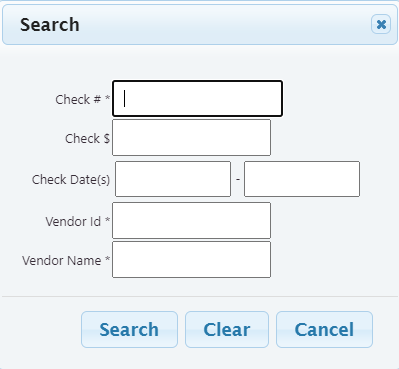 Search
Check # *
Check $
Check Date(s) -
Vendor Id *
Vendor Name *
Search Clear Cancel